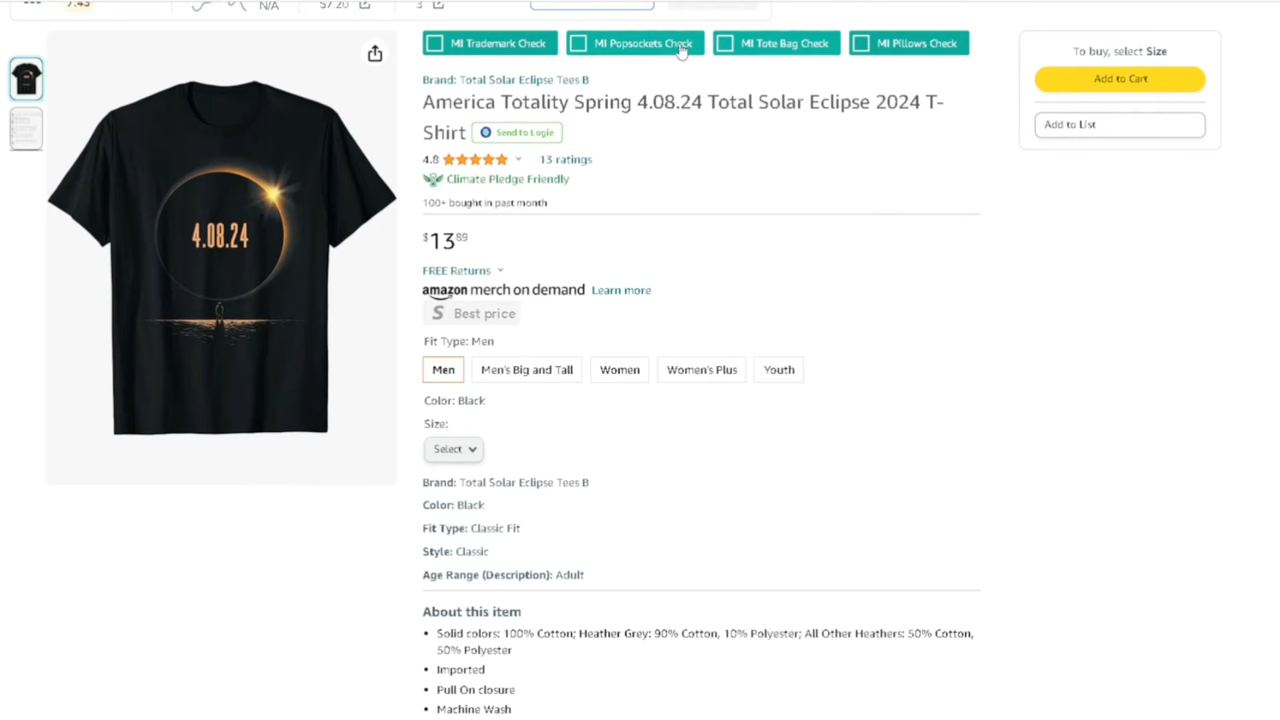 7.43
N/A
$7.20
3
MI Trademark Check
MI Popsockets Check
MI Tote Bag Check
MI Pillows Check
To buy, select Size
Add to Cart
Add to List
Brand: Total Solar Eclipse Tees B
America Totality Spring 4.08.24 Total Solar Eclipse 2024 T-
Shirt
Send to Logie
4.8
13 ratings
Climate Pledge Friendly
100+ bought in past month
$13 89
FREE Returns
amazon merch on demand Learn more
S Best price
Fit Type: Men
Men
Men's Big and Tall
Women
Women's Plus
Youth
Color: Black
Size:
Select
Brand: Total Solar Eclipse Tees B
Color: Black
Fit Type: Classic Fit
Style: Classic
Age Range (Description): Adult
About this item
• Solid colors: 100% Cotton; Heather Grey: 90% Cotton, 10% Polyester; All Other Heathers: 50% Cotton,
50% Polyester
• Imported
• Pull On closure
• Machine Wash
4.08.24